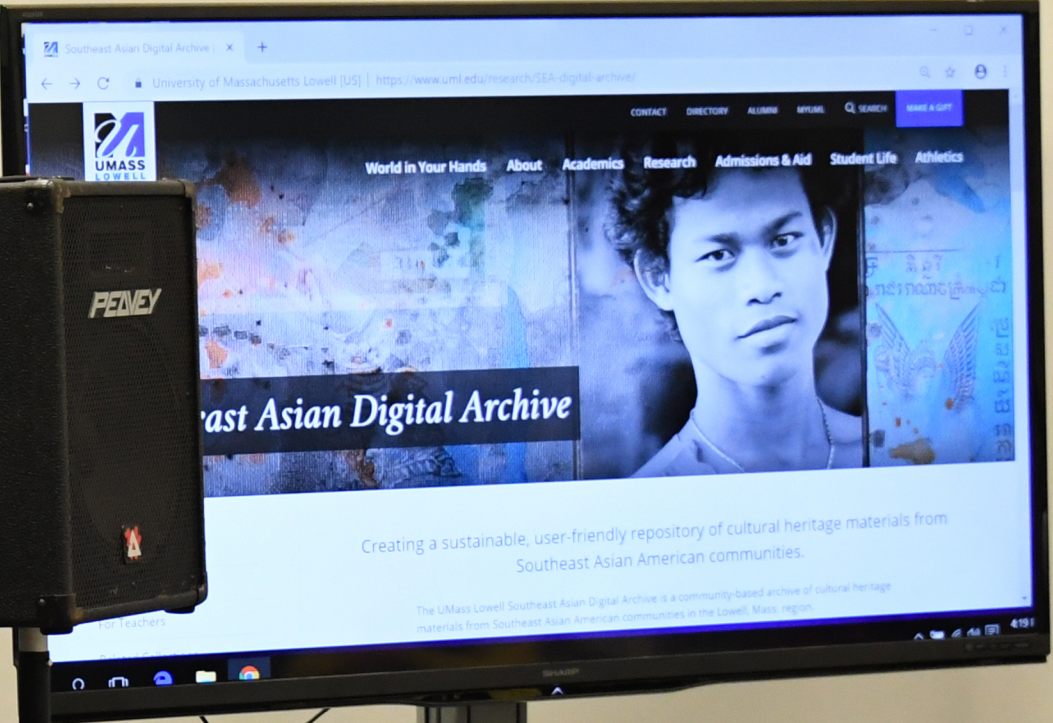 Southeast Asian Digital Archive |
University of Massachusetts Lowell [US] | https://www.uml.edu/research/SEA-digital-archive/
CONTACT DIRECTORY ALUMNI MYUML SEARCH MAKE A GIFT
UMASS
LOWELL
World in Your Hands About Academics Research Admissions & Aid Student Life Athletics
PEAVEY
east Asian Digital Archive
Creating a sustainable, user-friendly repository of cultural heritage materials from
Southeast Asian American communities.
The UMass Lowell Southeast Asian Digital Archive is a community-based archive of cultural heritage
materials from Southeast Asian American communities in the Lowell, Mass. region.
For Teachers
4:19
SHARP